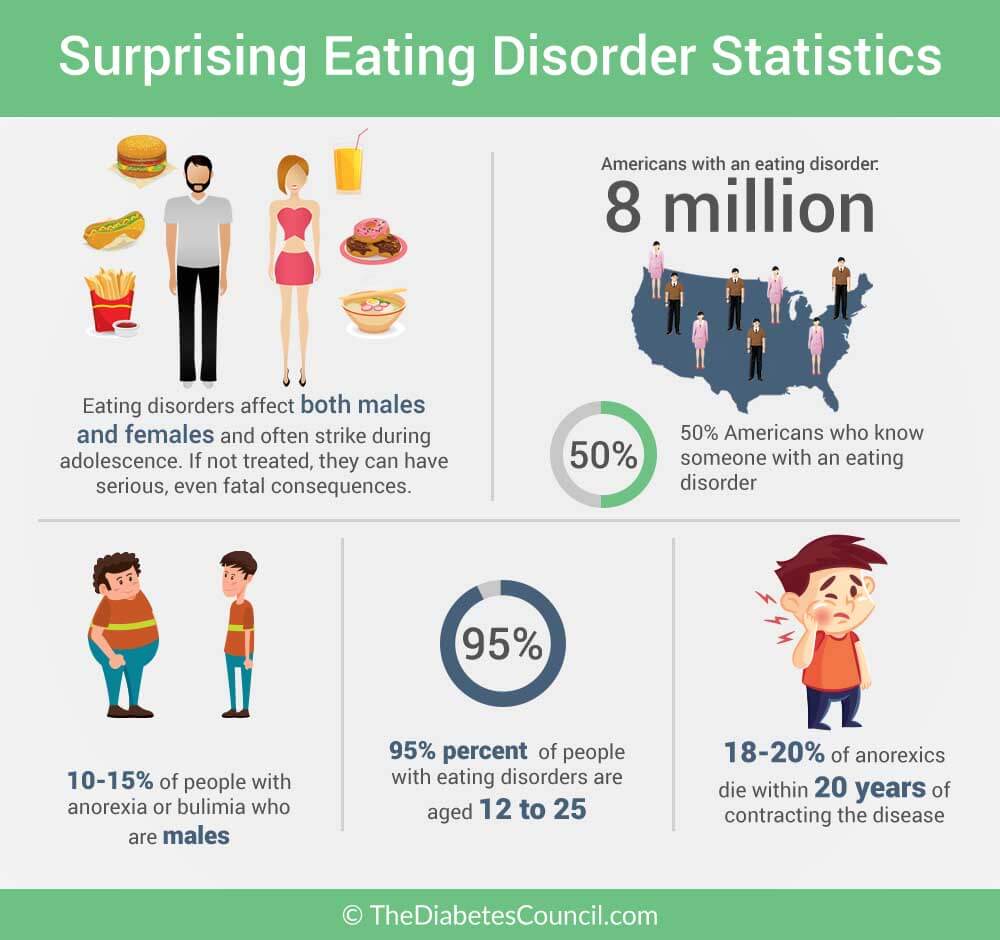 Surprising Eating Disorder Statistics
Eating disorders affect both males
and females and often strike during
adolescence. If not treated, they can have
serious, even fatal consequences.
Americans with an eating disorder:
8 million
50%
50% Americans who know
someone with an eating
disorder
10-15% of people with
anorexia or bulimia who
are males
95%
95% percent of people
with eating disorders are
aged 12 to 25
18-20% of anorexics
die within 20 years of
contracting the disease
© TheDiabetesCouncil.com